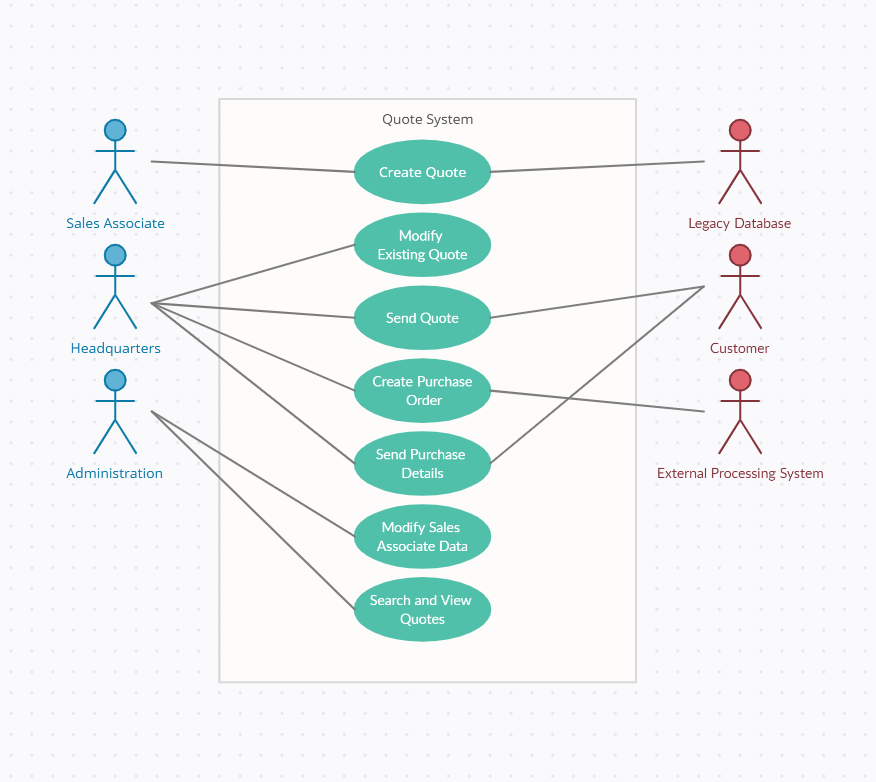 Quote System
Sales Associate
Headquarters
Administration
Create Quote
Modify
Existing Quote
Send Quote
Create Purchase
Order
Send Purchase
Details
Modify Sales
Associate Data
Search and View
Quotes
Legacy Database
Customer
External Processing System